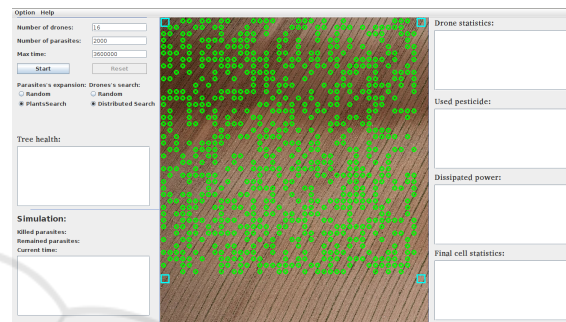 Option Help
Number of drones: 16
Number of parasites: 2000
Max time: 3600000
Start Reset
Parasites's expansion: Drones's search:
Random Random
PlantsSearch Distributed Search
Tree health:
Simulation:
Killed parasites:
Remained parasites:
Current time:
Drone statistics:
Used pesticide:
Dissipated power:
Final cell statistics: